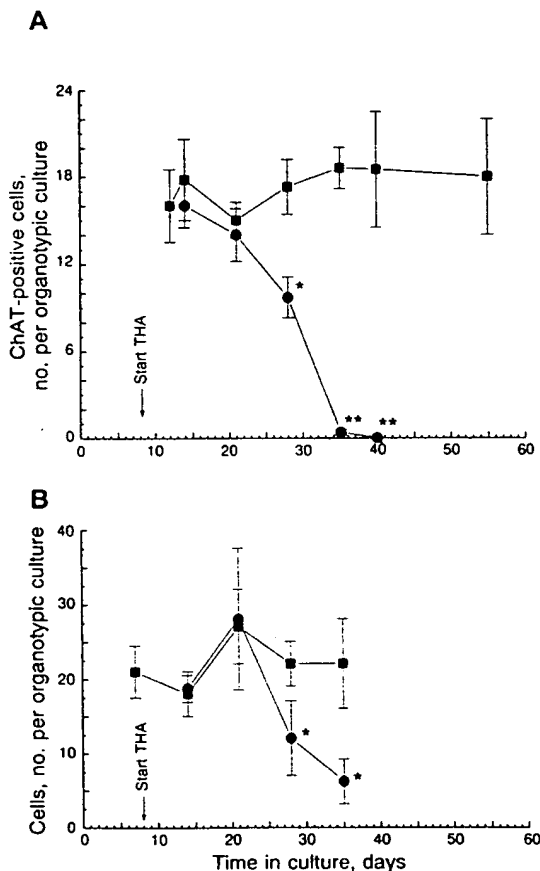 A
24
18
12
6
0
ChAT-positive cells,
no. per organotypic culture
Start THA
* ** **
0 10 20 30 40 50 60
B
40
30
20
10
0
Cells, no. per organotypic culture
Start THA
* *
0 10 20 30 40 50 60
Time in culture, days